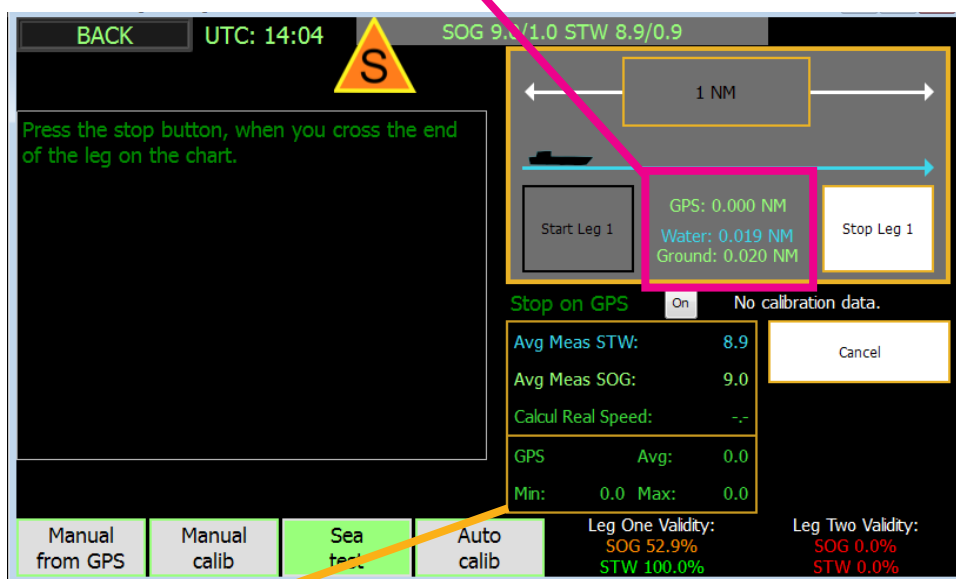 BACK
UTC: 14:04
S
SOG 9.0/1.0 STW 8.9/0.9
1 NM
Press the stop button, when you cross the end
of the leg on the chart.
Start Leg 1
GPS: 0.000 NM
Water: 0.019 NM
Ground: 0.020 NM
Stop Leg 1
Stop on GPS
On
No calibration data.
Avg Meas STW: 8.9
Avg Meas SOG: 9.0
Calcul Real Speed: -.-
Cancel
GPS Avg: 0.0
Min: 0.0 Max: 0.0
Manual
from GPS
Manual
calib
Sea
test
Auto
calib
Leg One Validity:
SOG 52.9%
STW 100.0%
Leg Two Validity:
SOG 0.0%
STW 0.0%